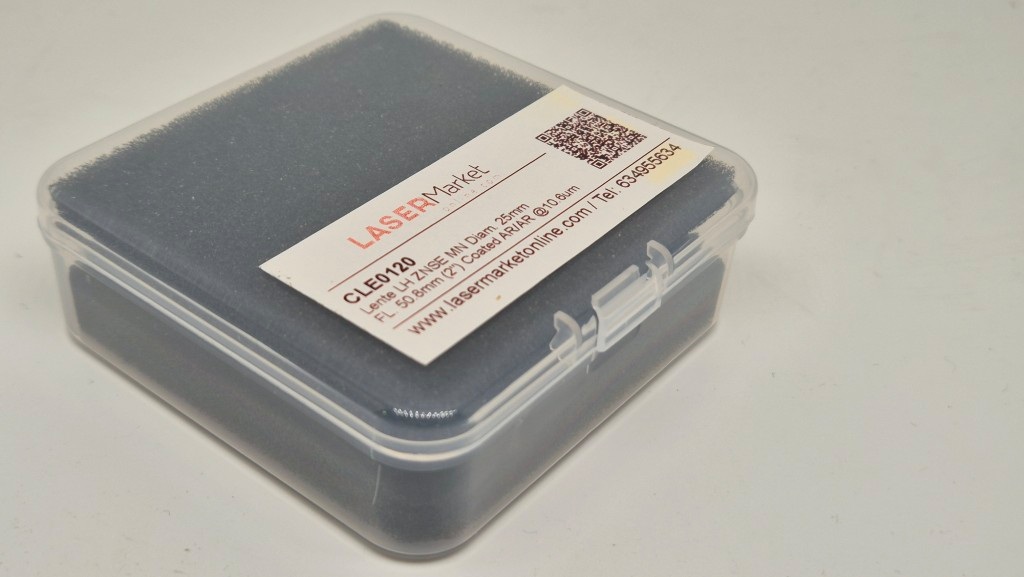 LASERMarket
CLE0120
Lente LH ZNSE MN Diam. 25mm
FL. 50.8mm (2") Coated AR/AR @10.6um
www.lasermarketonline.com / Tel: 634955634